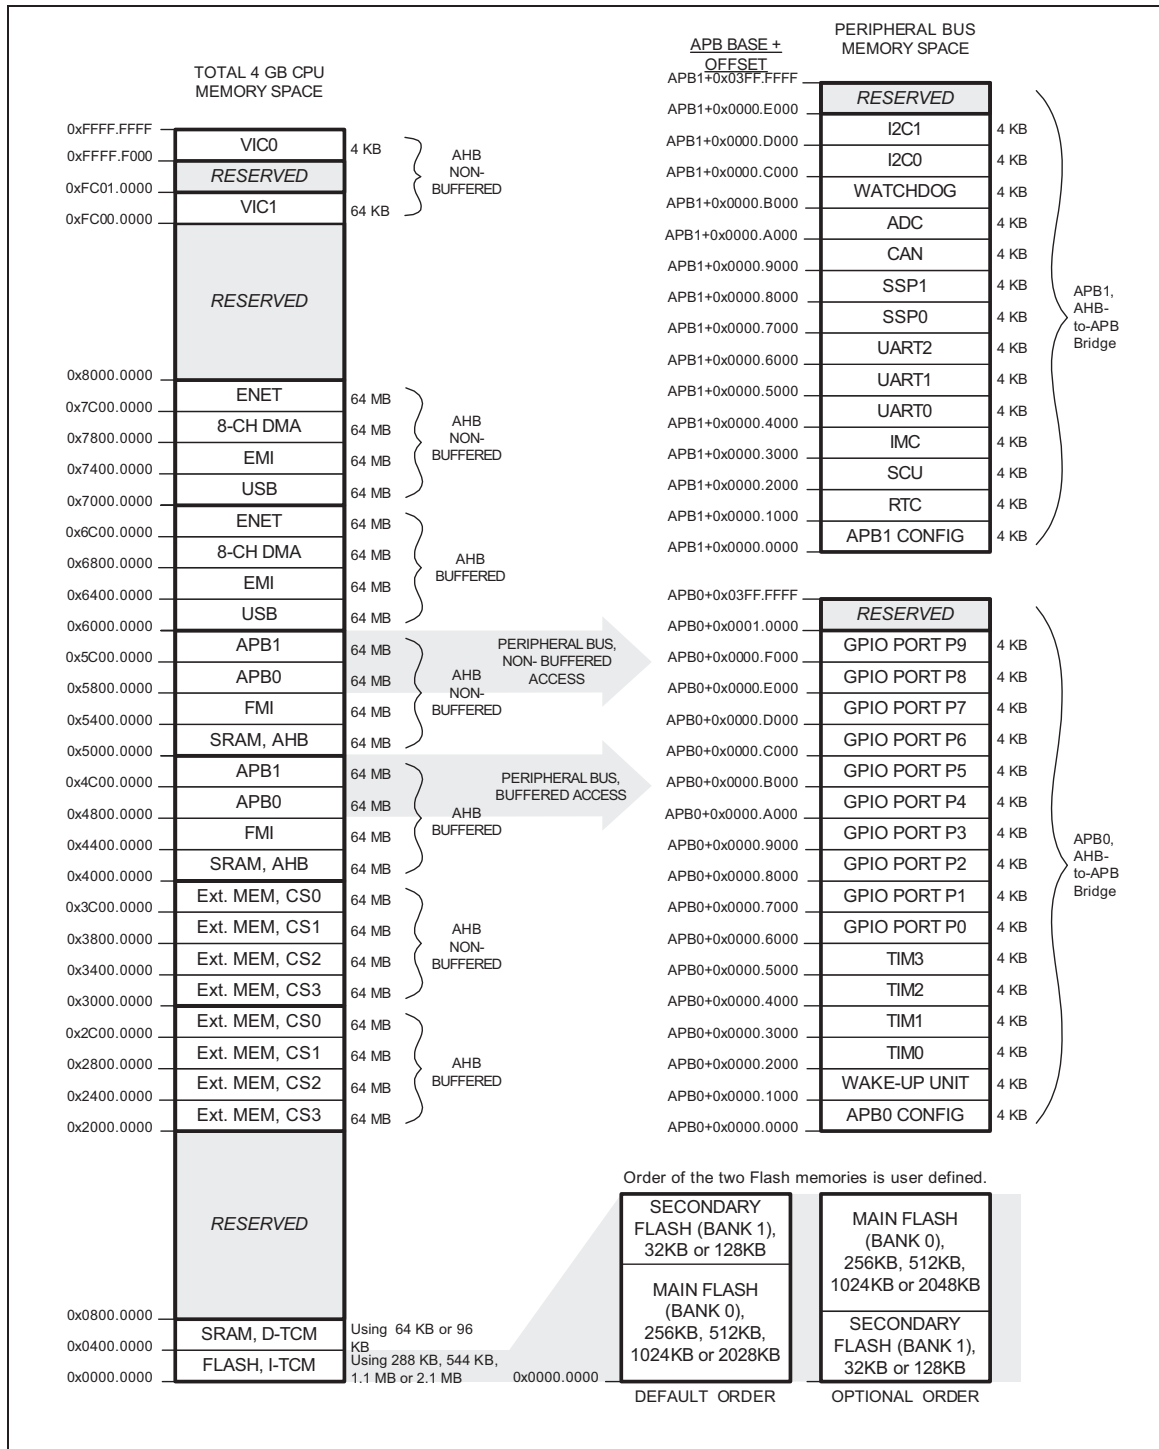 TOTAL 4 GB CPU
MEMORY SPACE
0xFFFF.FFFF
VIC0
4 KB
0xFFFF.F000
RESERVED
0xFC01.0000
VIC1
64 KB
0xFC00.0000
AHB
NON-
BUFFERED
RESERVED
0x8000.0000
ENET
64 MB
0x7C00.0000
8-CH DMA
64 MB
0x7800.0000
EMI
64 MB
0x7400.0000
USB
64 MB
0x7000.0000
AHB
NON-
BUFFERED
ENET
64 MB
0x6C00.0000
8-CH DMA
64 MB
0x6800.0000
EMI
64 MB
0x6400.0000
USB
64 MB
0x6000.0000
AHB
BUFFERED
APB1
64 MB
0x5C00.0000
APB0
64 MB
0x5800.0000
FMI
64 MB
0x5400.0000
SRAM, AHB
64 MB
0x5000.0000
AHB
NON-
BUFFERED
PERIPHERAL BUS,
NON- BUFFERED
ACCESS
APB1
64 MB
0x4C00.0000
APB0
64 MB
0x4800.0000
FMI
64 MB
0x4400.0000
SRAM, AHB
64 MB
0x4000.0000
AHB
BUFFERED
PERIPHERAL BUS,
BUFFERED ACCESS
Ext. MEM, CS0
64 MB
0x3C00.0000
Ext. MEM, CS1
64 MB
0x3800.0000
Ext. MEM, CS2
64 MB
0x3400.0000
Ext. MEM, CS3
64 MB
0x3000.0000
AHB
NON-
BUFFERED
Ext. MEM, CS0
64 MB
0x2C00.0000
Ext. MEM, CS1
64 MB
0x2800.0000
Ext. MEM, CS2
64 MB
0x2400.0000
Ext. MEM, CS3
64 MB
0x2000.0000
AHB
BUFFERED
RESERVED
0x0800.0000
SRAM, D-TCM
Using 64 KB or 96
KB
0x0400.0000
FLASH, I-TCM
Using 288 KB, 544 KB,
1.1 MB or 2.1 MB
0x0000.0000
APB BASE +
OFFSET
PERIPHERAL BUS
MEMORY SPACE
APB1+0x03FF.FFFF
RESERVED
APB1+0x0000.E000
I2C1
4 KB
APB1+0x0000.D000
I2C0
4 KB
APB1+0x0000.C000
WATCHDOG
4 KB
APB1+0x0000.B000
ADC
4 KB
APB1+0x0000.A000
CAN
4 KB
APB1+0x0000.9000
SSP1
4 KB
APB1+0x0000.8000
SSP0
4 KB
APB1+0x0000.7000
UART2
4 KB
APB1+0x0000.6000
UART1
4 KB
APB1+0x0000.5000
UART0
4 KB
APB1+0x0000.4000
IMC
4 KB
APB1+0x0000.3000
SCU
4 KB
APB1+0x0000.2000
RTC
4 KB
APB1+0x0000.1000
APB1 CONFIG
4 KB
APB1+0x0000.0000
APB1,
AHB-
to-APB
Bridge
APB0+0x03FF.FFFF
RESERVED
APB0+0x0001.0000
GPIO PORT P9
4 KB
APB0+0x0000.F000
GPIO PORT P8
4 KB
APB0+0x0000.E000
GPIO PORT P7
4 KB
APB0+0x0000.D000
GPIO PORT P6
4 KB
APB0+0x0000.C000
GPIO PORT P5
4 KB
APB0+0x0000.B000
GPIO PORT P4
4 KB
APB0+0x0000.A000
GPIO PORT P3
4 KB
APB0+0x0000.9000
GPIO PORT P2
4 KB
APB0+0x0000.8000
GPIO PORT P1
4 KB
APB0+0x0000.7000
GPIO PORT P0
4 KB
APB0+0x0000.6000
TIM3
4 KB
APB0+0x0000.5000
TIM2
4 KB
APB0+0x0000.4000
TIM1
4 KB
APB0+0x0000.3000
TIM0
4 KB
APB0+0x0000.2000
WAKE-UP UNIT
4 KB
APB0+0x0000.1000
APB0 CONFIG
4 KB
APB0+0x0000.0000
APB0,
AHB-
to-APB
Bridge
Order of the two Flash memories is user defined.
SECONDARY
FLASH (BANK 1),
32KB or 128KB
MAIN FLASH
(BANK 0),
256KB, 512KB,
1024KB or 2028KB
0x0000.0000
DEFAULT ORDER
MAIN FLASH
(BANK 0),
256KB, 512KB,
1024KB or 2048KB
SECONDARY
FLASH (BANK 1),
32KB or 128KB
OPTIONAL ORDER